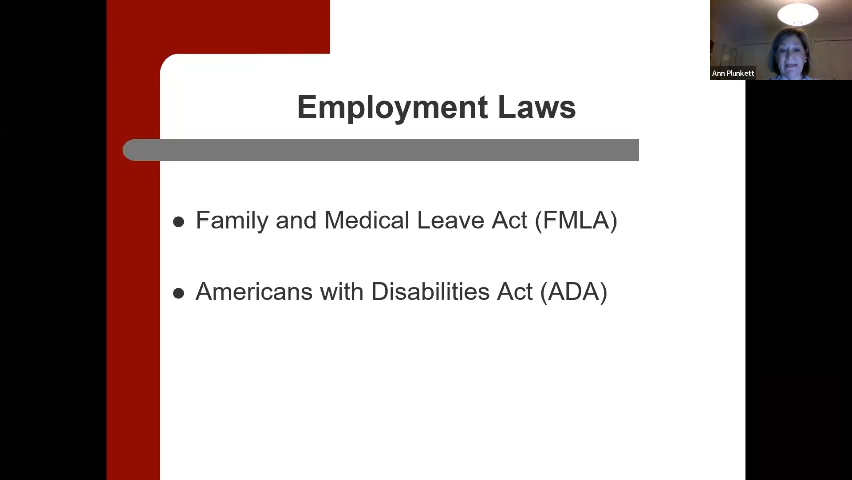 Ann Plunkett
Employment Laws
● Family and Medical Leave Act (FMLA)
● Americans with Disabilities Act (ADA)